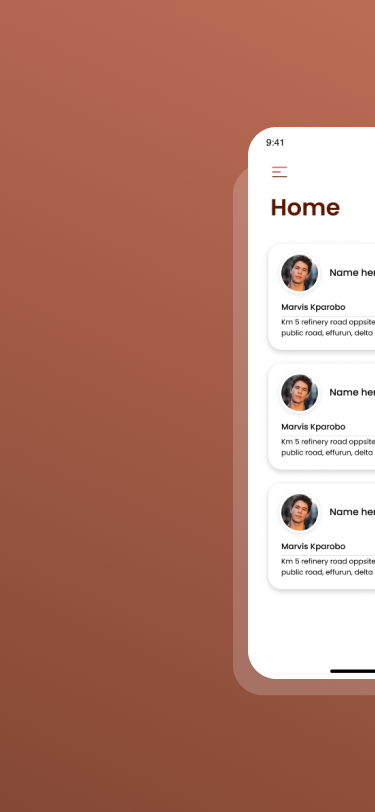 9:41
Home
Name her
Marvis Kparobo
Km 5 refinery road oppsite
public road, effurun, delta
Name her
Marvis Kparobo
Km 5 refinery road oppsite
public road, effurun, delta
Name her
Marvis Kparobo
Km 5 refinery road oppsite
public road, effurun, delta